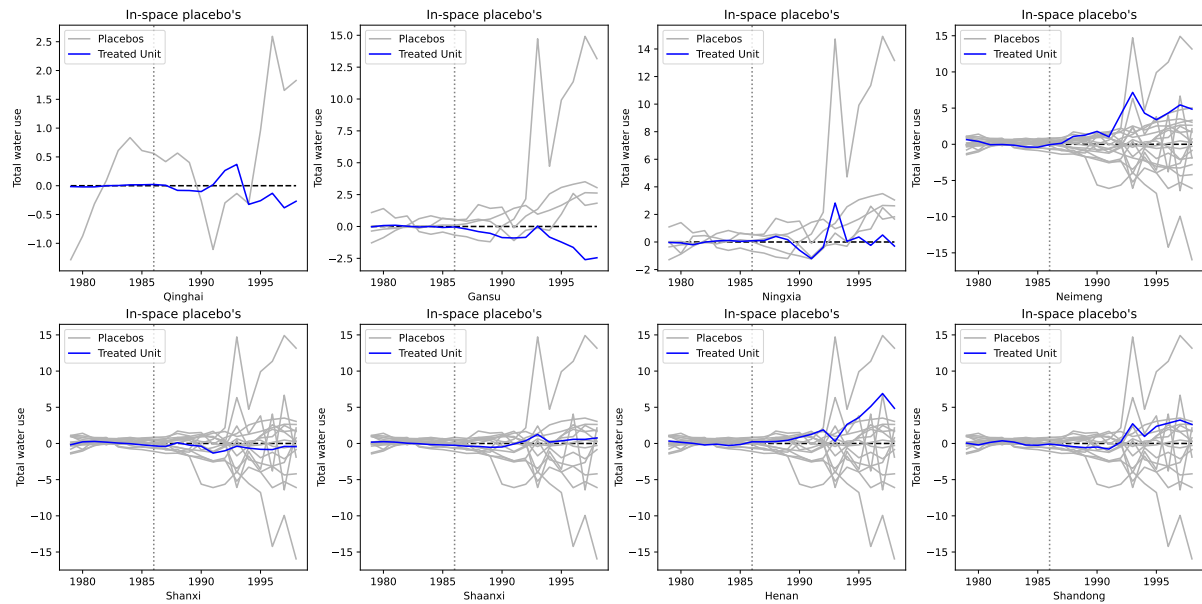 In-space placebo's
Total water use
2.5
2.0
1.5
1.0
0.5
0.0
−0.5
−1.0
Placebos
Treated Unit
1980
1985
1990
1995
Qinghai
In-space placebo's
Total water use
15.0
12.5
10.0
7.5
5.0
2.5
0.0
−2.5
Placebos
Treated Unit
1980
1985
1990
1995
Gansu
In-space placebo's
Total water use
14
12
10
8
6
4
2
0
−2
Placebos
Treated Unit
1980
1985
1990
1995
Ningxia
In-space placebo's
Total water use
15
10
5
0
−5
−10
−15
Placebos
Treated Unit
1980
1985
1990
1995
Neimeng
In-space placebo's
Total water use
15
10
5
0
−5
−10
−15
Placebos
Treated Unit
1980
1985
1990
1995
Shanxi
In-space placebo's
Total water use
15
10
5
0
−5
−10
−15
Placebos
Treated Unit
1980
1985
1990
1995
Shaanxi
In-space placebo's
Total water use
15
10
5
0
−5
−10
−15
Placebos
Treated Unit
1980
1985
1990
1995
Henan
In-space placebo's
Total water use
15
10
5
0
−5
−10
−15
Placebos
Treated Unit
1980
1985
1990
1995
Shandong